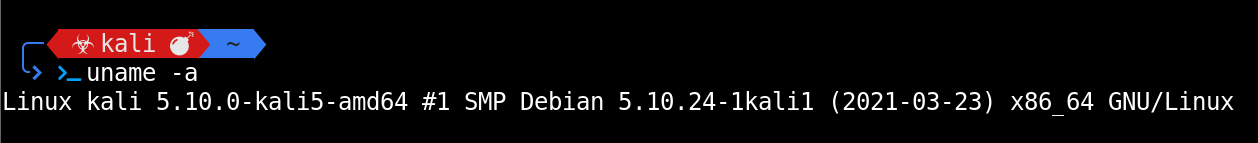 kali ~
uname -a
Linux kali 5.10.0-kali5-amd64 #1 SMP Debian 5.10.24-1kali1 (2021-03-23) x86_64 GNU/Linux